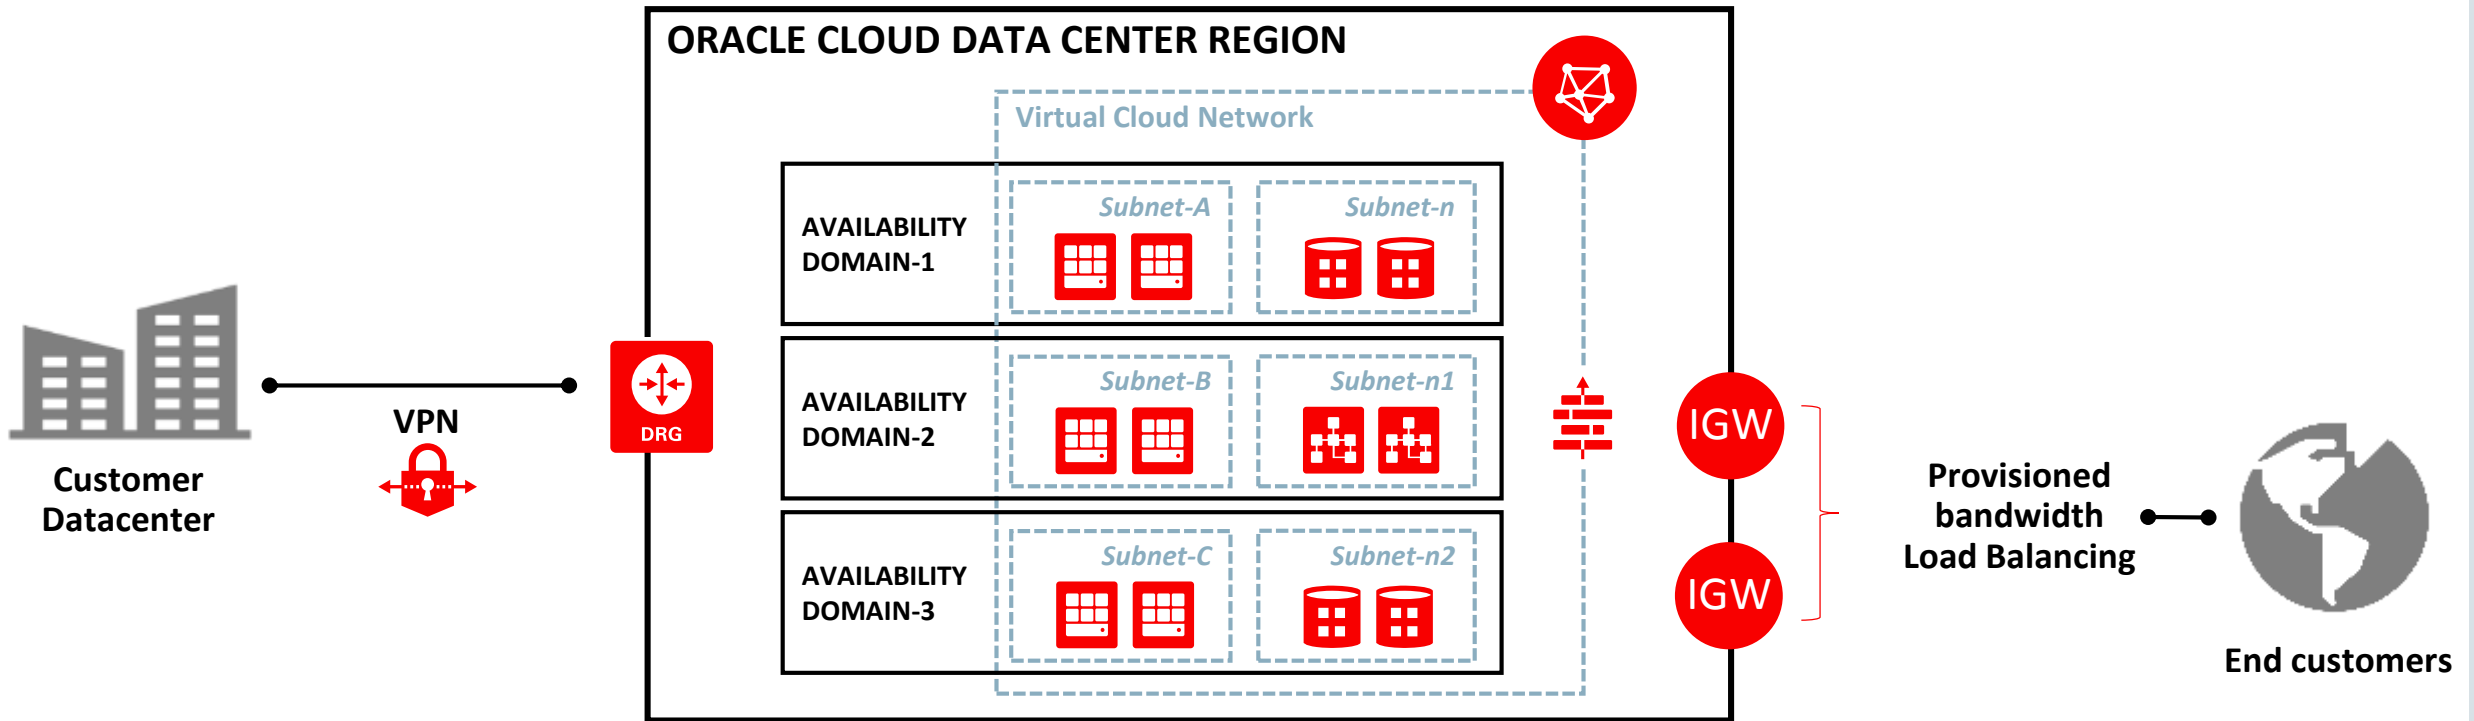 ORACLE CLOUD DATA CENTER REGION
Virtual Cloud Network
AVAILABILITY
DOMAIN-1
Subnet-A
Subnet-n
AVAILABILITY
DOMAIN-2
Subnet-B
Subnet-n1
AVAILABILITY
DOMAIN-3
Subnet-C
Subnet-n2
Customer
Datacenter
VPN
DRG
IGW
IGW
Provisioned
bandwidth
Load Balancing
End customers